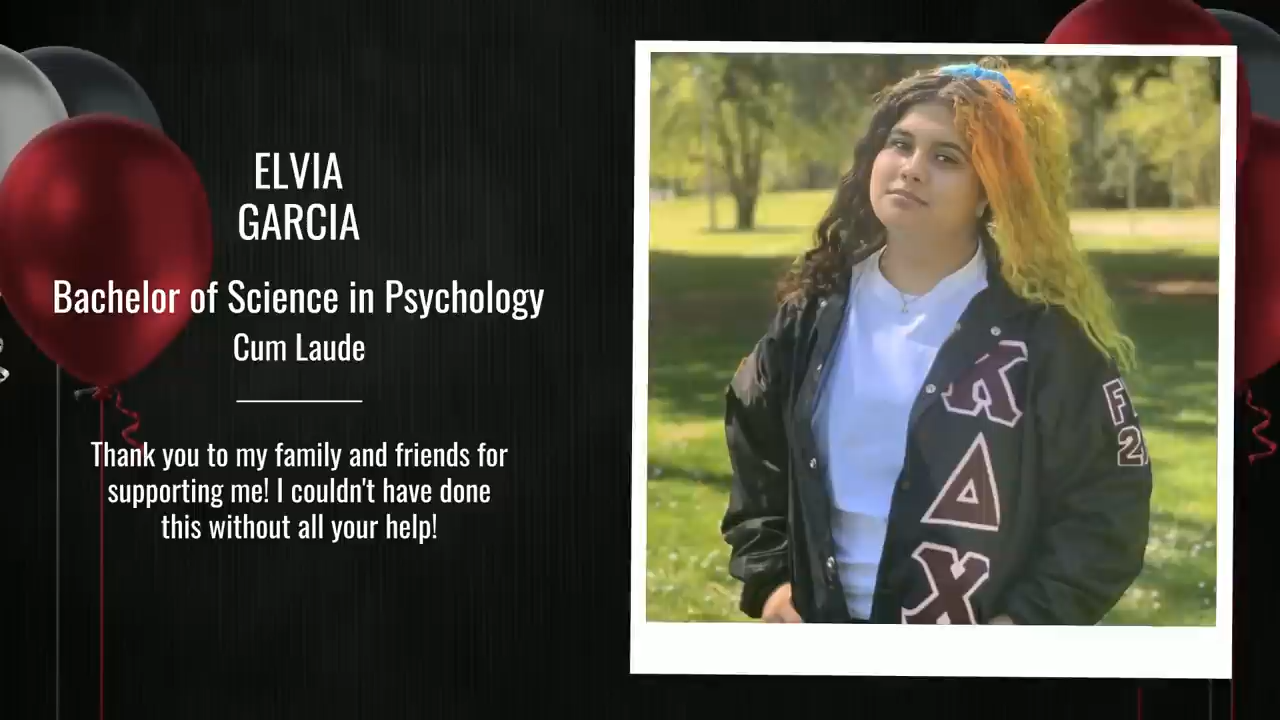 ELVIA
GARCIA
Bachelor of Science in Psychology
Cum Laude
Thank you to my family and friends for
supporting me! I couldn't have done
this without all your help!
Κ
Δ
Χ
F
2